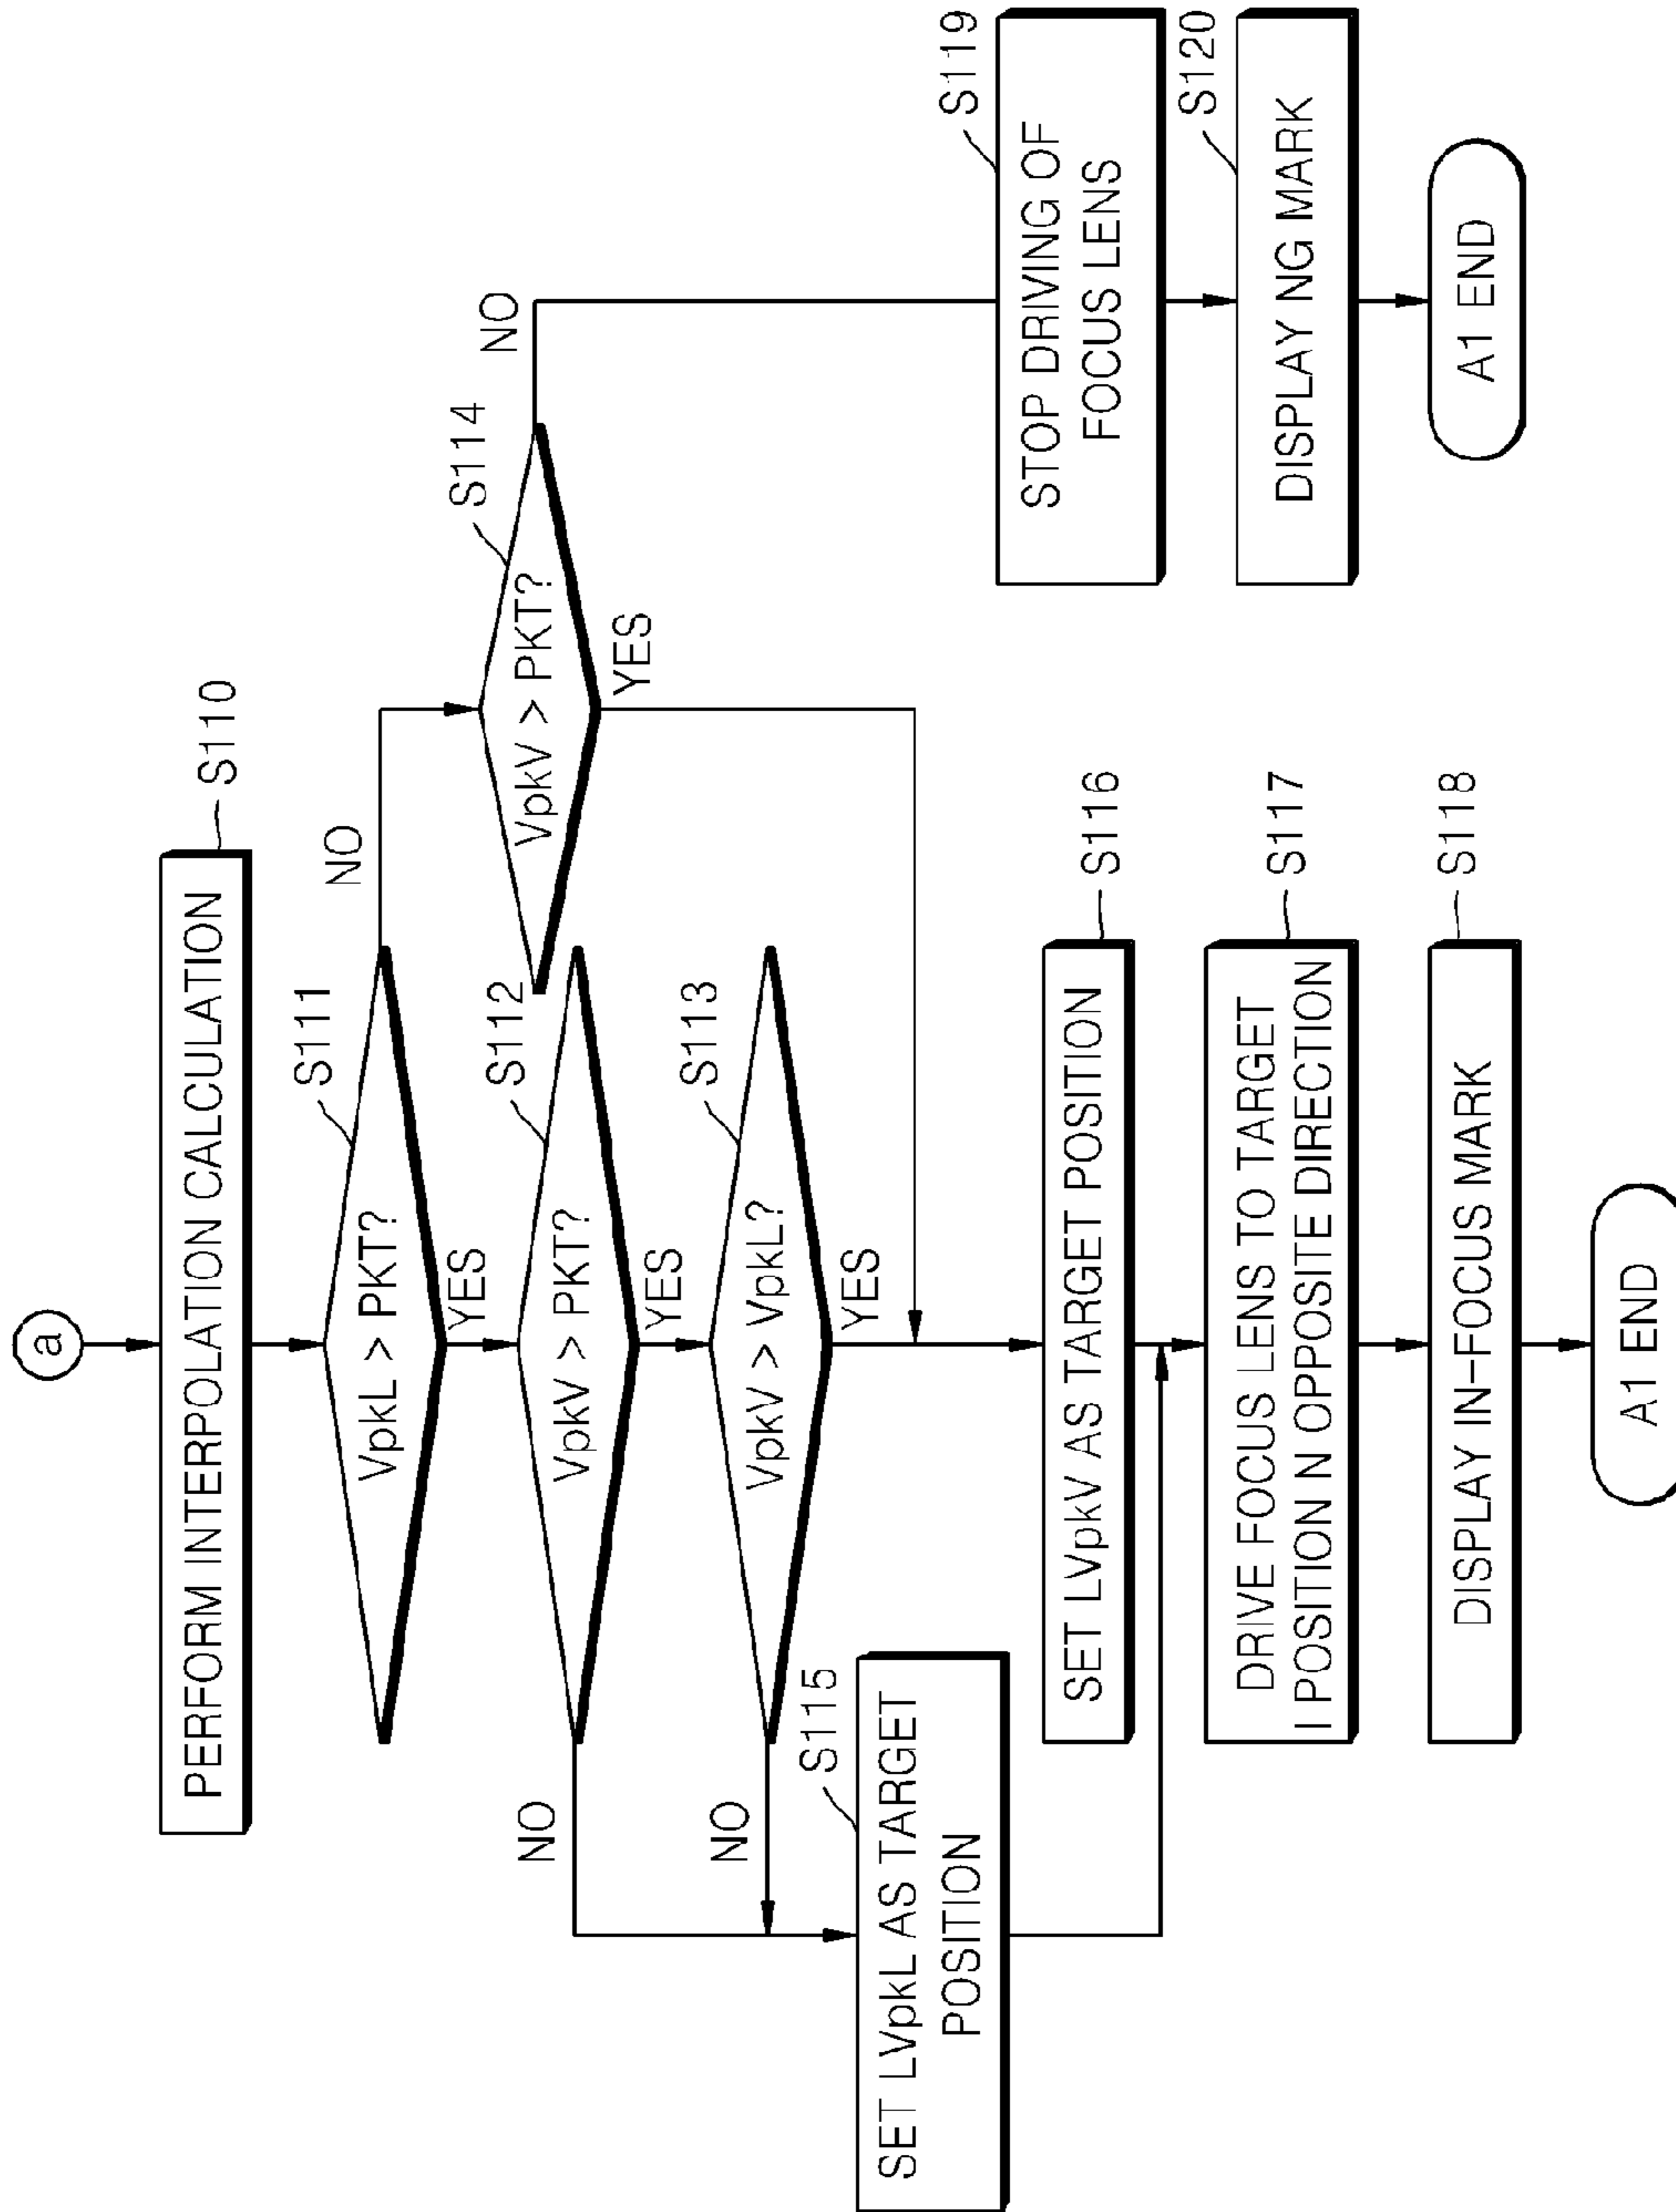 a
PERFORM INTERPOLATION CALCULATION
S110
VpkL > PKT?
S111
NO
YES
VpkV > PKT?
S112
NO
YES
VpkV > PKT?
S114
NO
YES
VpkV > VpkL?
S113
NO
YES
SET LVpkL AS TARGET
POSITION
S115
SET LVpkV AS TARGET POSITION
S116
DRIVE FOCUS LENS TO TARGET
I POSITION N OPPOSITE DIRECTION
S117
DISPLAY IN-FOCUS MARK
S118
A1 END
STOP DRIVING OF
FOCUS LENS
S119
DISPLAY NG MARK
S120
A1 END